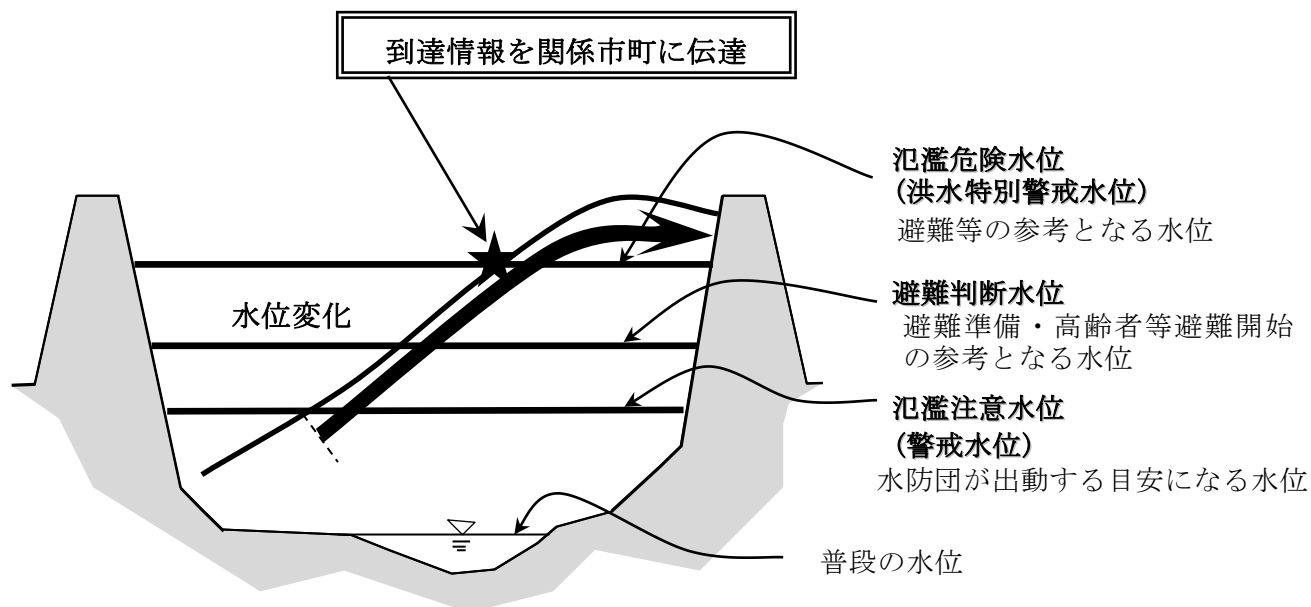 到達情報を関係市町に伝達
氾濫危険水位
(洪水特別警戒水位)
避難等の参考となる水位
水位変化
避難判断水位
避難準備・高齢者等避難開始
の参考となる水位
氾濫注意水位
(警戒水位)
水防団が出動する目安になる水位
普段の水位